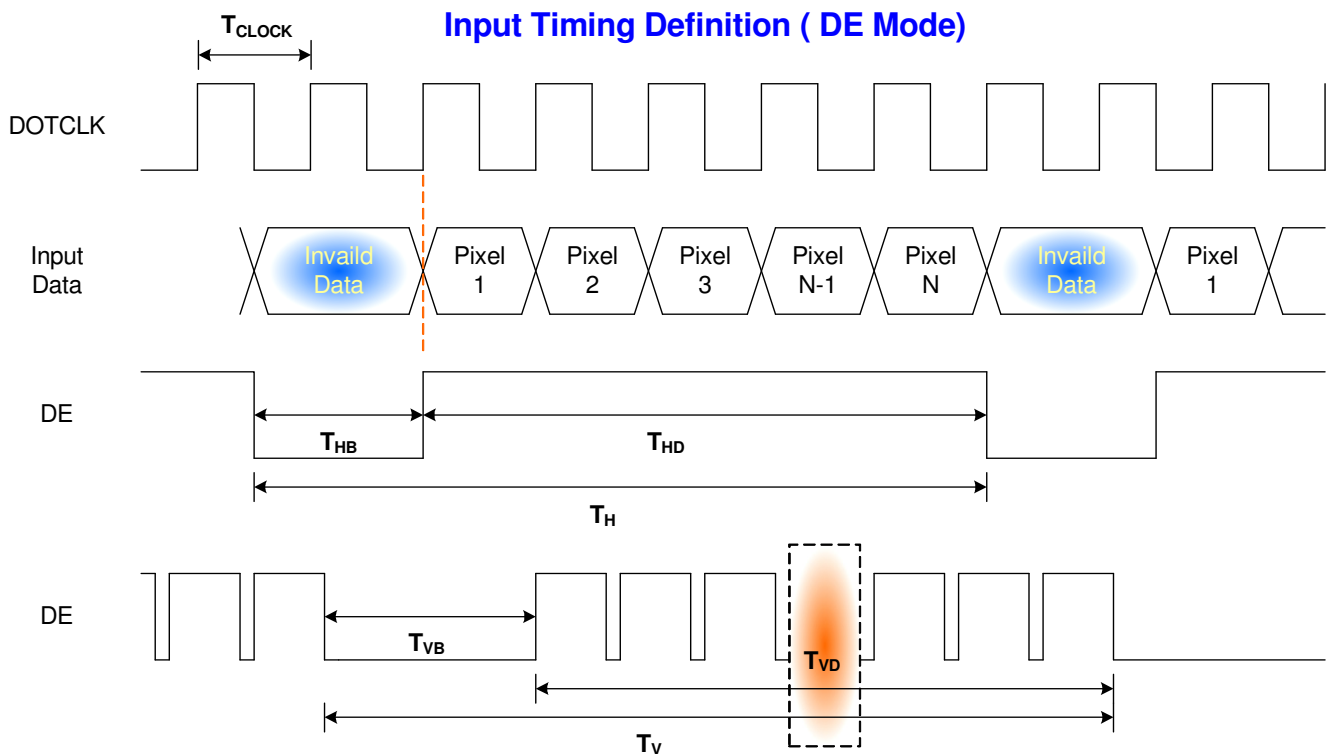 Input Timing Definition ( DE Mode)
TCLOCK
DOTCLK
Input
Data
Invaild
Data
Pixel
1
Pixel
2
Pixel
3
Pixel
N-1
Pixel
N
Invaild
Data
Pixel
1
DE
THB
THD
TH
DE
TVB
TVD
TV